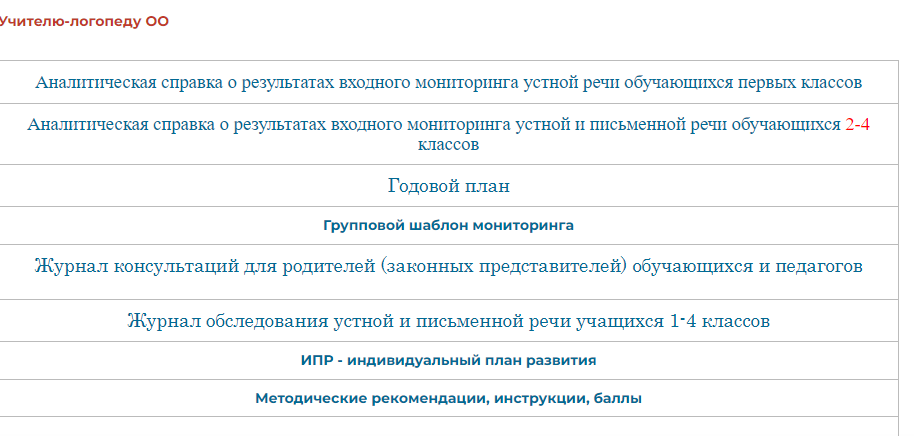 Учителю-логопеду ОО
Аналитическая справка о результатах входного мониторинга устной речи обучающихся первых классов
Аналитическая справка о результатах входного мониторинга устной и письменной речи обучающихся 2-4
классов
Годовой план
Групповой шаблон мониторинга
Журнал консультаций для родителей (законных представителей) обучающихся и педагогов
Журнал обследования устной и письменной речи учащихся 1-4 классов
ИПР - индивидуальный план развития
Методические рекомендации, инструкции, баллы